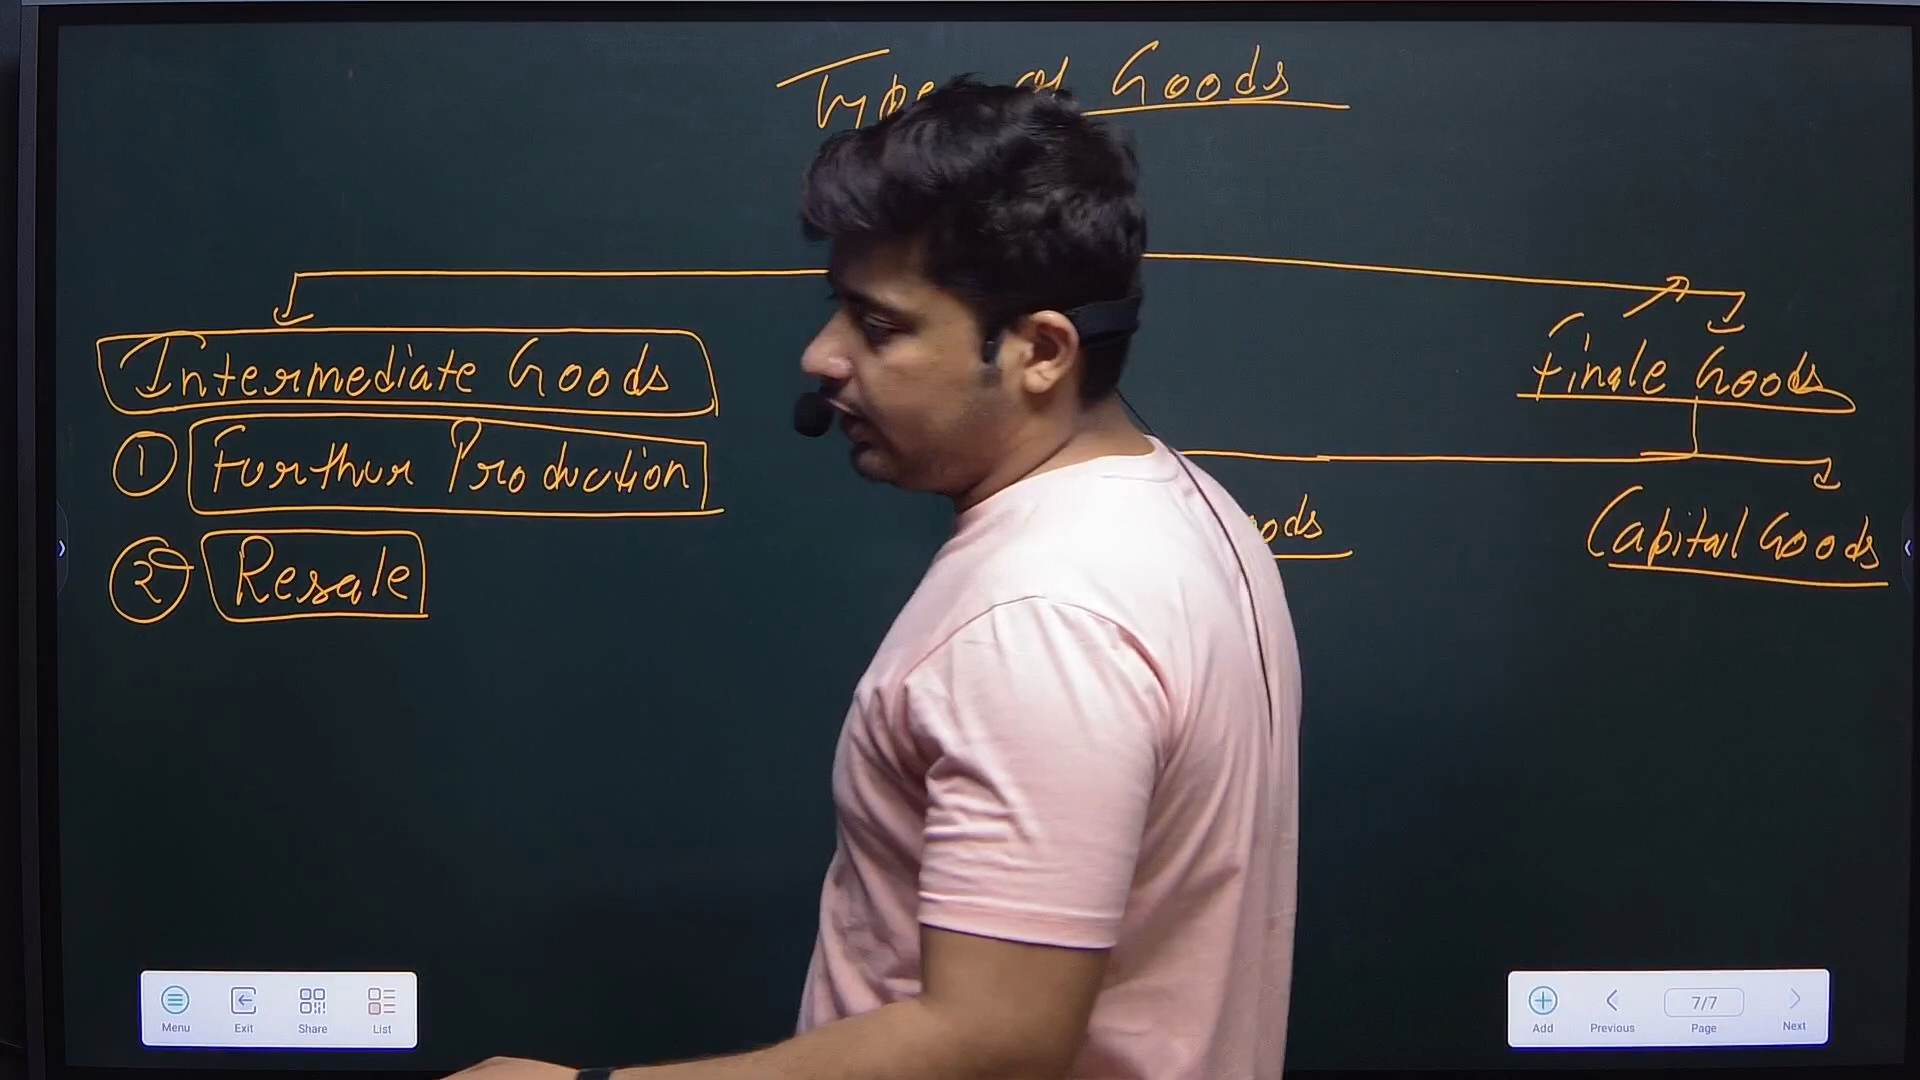 of Goods
Intermediate Goods
Finale Goods
① Furthur Production
② Resale
Capital Goods
Menu Exit Share List
Add Previous 7/7 Page Next